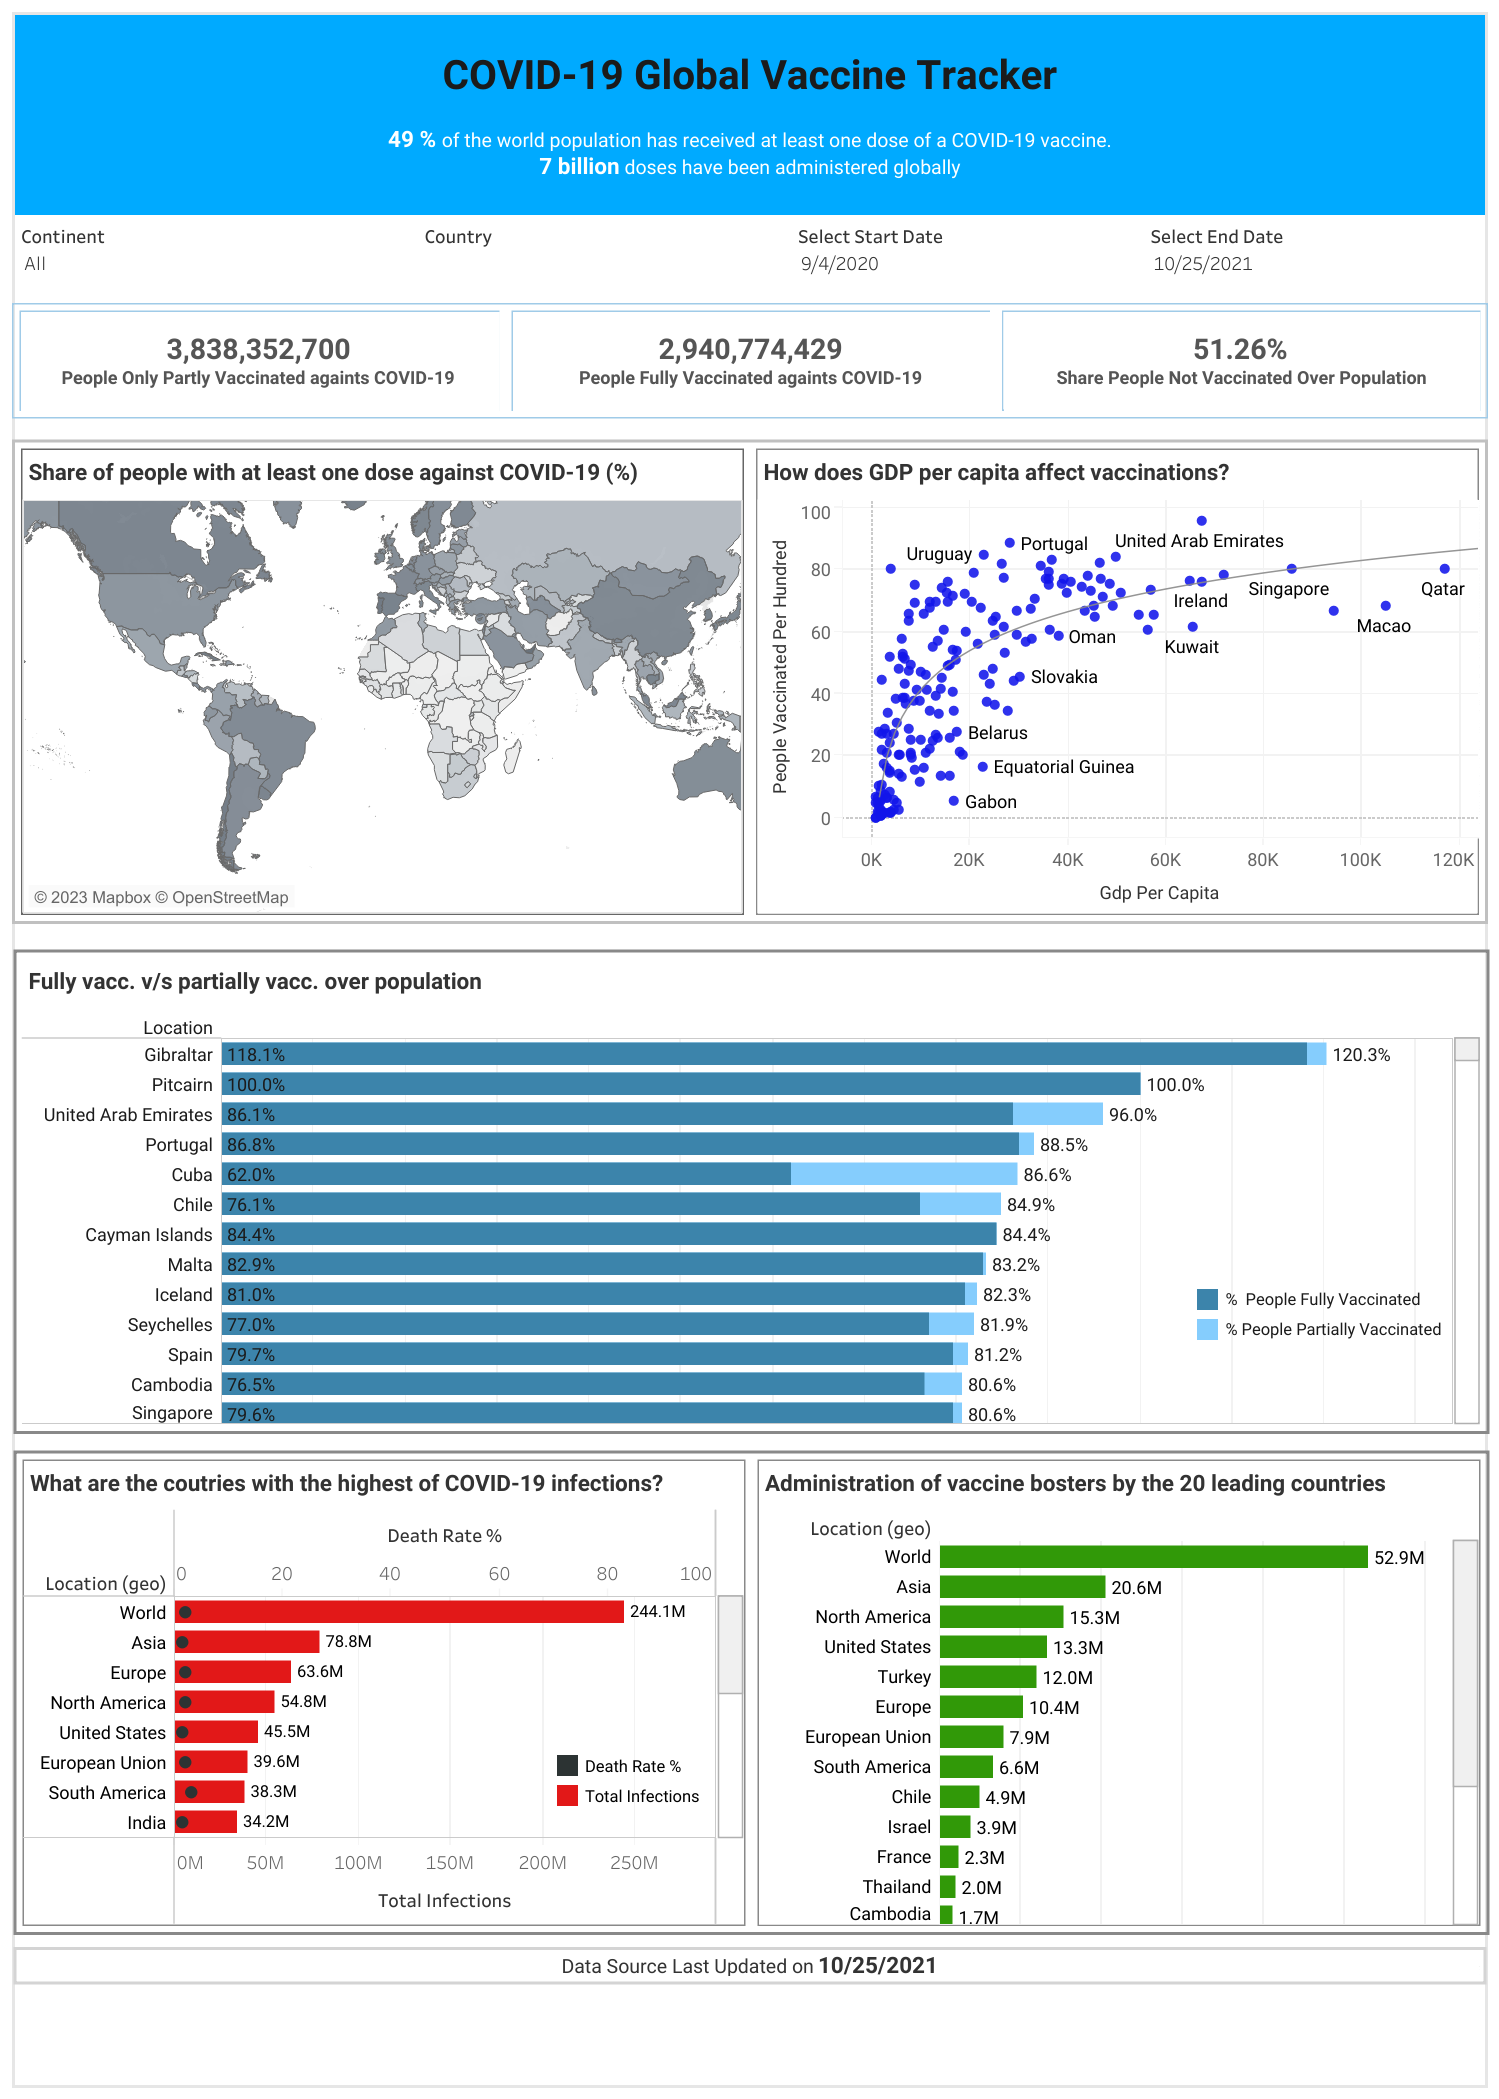 COVID-19 Global Vaccine Tracker
49 % of the world population has received at least one dose of a COVID-19 vaccine.
7 billion doses have been administered globally
Continent
All
Country
Select Start Date
9/4/2020
Select End Date
10/25/2021
3,838,352,700
People Only Partly Vaccinated againts COVID-19
2,940,774,429
People Fully Vaccinated againts COVID-19
51.26%
Share People Not Vaccinated Over Population
Share of people with at least one dose against COVID-19 (%)
© 2023 Mapbox © OpenStreetMap
How does GDP per capita affect vaccinations?
People Vaccinated Per Hundred
100
80
60
40
20
0
Uruguay
Portugal
United Arab Emirates
Singapore
Qatar
Ireland
Macao
Kuwait
Oman
Slovakia
Belarus
Equatorial Guinea
Gabon
0K 20K 40K 60K 80K 100K 120K
Gdp Per Capita
Fully vacc. v/s partially vacc. over population
Location
Gibraltar 118.1% 120.3%
Pitcairn 100.0% 100.0%
United Arab Emirates 86.1% 96.0%
Portugal 86.8% 88.5%
Cuba 62.0% 86.6%
Chile 76.1% 84.9%
Cayman Islands 84.4% 84.4%
Malta 82.9% 83.2%
Iceland 81.0% 82.3%
Seychelles 77.0% 81.9%
Spain 79.7% 81.2%
Cambodia 76.5% 80.6%
Singapore 79.6% 80.6%
% People Fully Vaccinated
% People Partially Vaccinated
What are the coutries with the highest of COVID-19 infections?
Death Rate %
0 20 40 60 80 100
Location (geo)
World 244.1M
Asia 78.8M
Europe 63.6M
North America 54.8M
United States 45.5M
European Union 39.6M
South America 38.3M
India 34.2M
Death Rate %
Total Infections
0M 50M 100M 150M 200M 250M
Total Infections
Administration of vaccine bosters by the 20 leading countries
Location (geo)
World 52.9M
Asia 20.6M
North America 15.3M
United States 13.3M
Turkey 12.0M
Europe 10.4M
European Union 7.9M
South America 6.6M
Chile 4.9M
Israel 3.9M
France 2.3M
Thailand 2.0M
Cambodia 1.7M
Data Source Last Updated on 10/25/2021